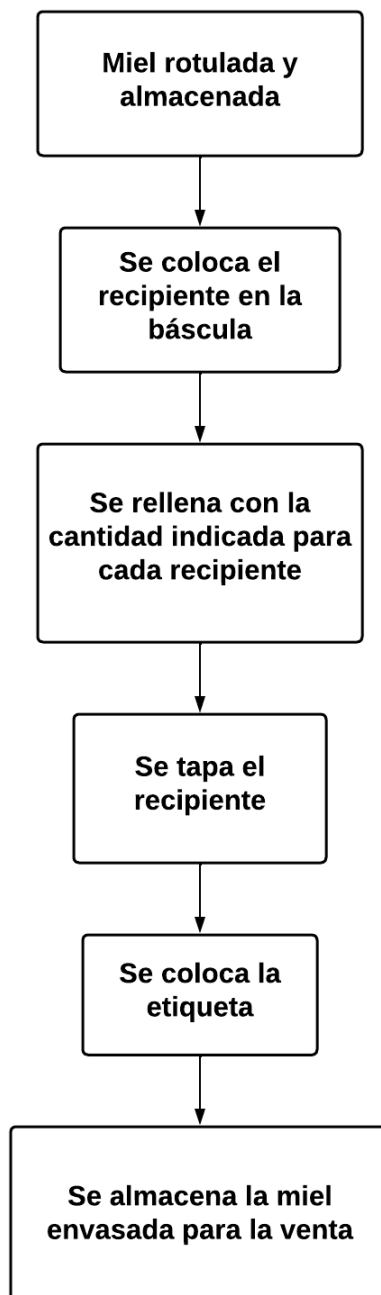 Miel rotulada y
almacenada
Se coloca el
recipiente en la
báscula
Se rellena con la
cantidad indicada para
cada recipiente
Se tapa el
recipiente
Se coloca la
etiqueta
Se almacena la miel
envasada para la venta